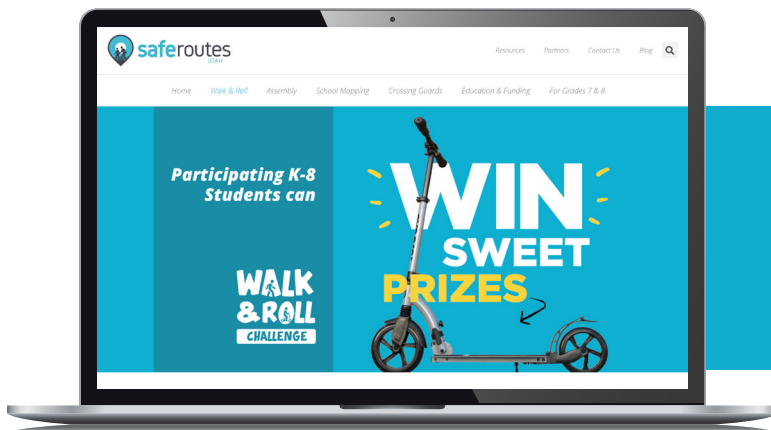 saferoutes
UTAH
Resources Partners Contact Us Blog
Home Walk & Roll Assembly School Mapping Crossing Guards Education & Funding For Grades 7 & 8
Participating K-8
Students can
WIN
SWEET
PRIZES
WALK
& ROLL
CHALLENGE